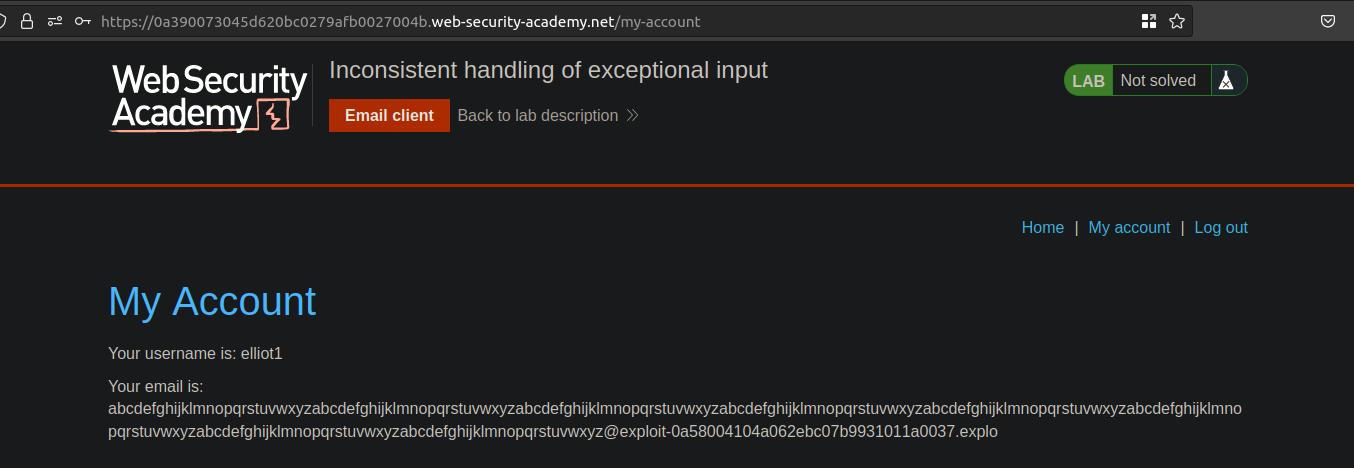 https://0a390073045d620bc0279afb0027004b.web-security-academy.net/my-account
Web Security
Academy
Inconsistent handling of exceptional input
Email client
Back to lab description
LAB
Not solved
Home | My account | Log out
My Account
Your username is: elliot1
Your email is:
abcdefghijklmnopqrstuvwxyzabcdefghijklmnopqrstuvwxyzabcdefghijklmnopqrstuvwxyzabcdefghijklmnopqrstuvwxyzabcdefghijklmnopqrstuvwxyzabcdefghijklmno
pqrstuvwxyzabcdefghijklmnopqrstuvwxyzabcdefghijklmnopqrstuvwxyz@exploit-0a58004104a062ebc07b9931011a0037.explo